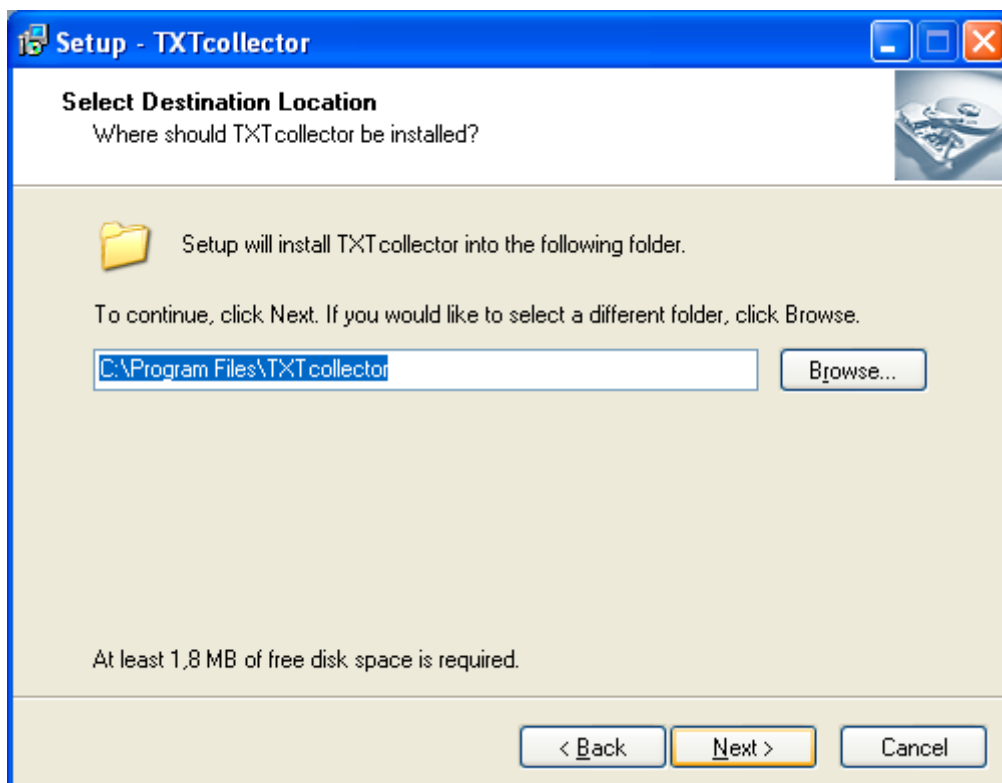 Setup - TXTcollector
Select Destination Location
Where should TXTcollector be installed?
Setup will install TXTcollector into the following folder.
To continue, click Next. If you would like to select a different folder, click Browse.
C:\Program Files\TXTcollector
Browse...
At least 1,8 MB of free disk space is required.
< Back
Next >
Cancel